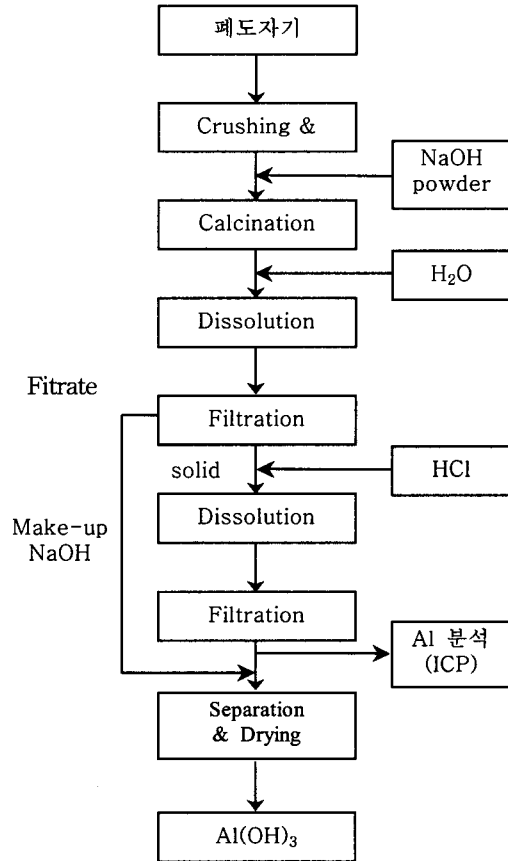 폐도자기
Crushing &
NaOH
powder
Calcination
H₂O
Dissolution
Fitrate
Filtration
solid
HCl
Dissolution
Make-up
NaOH
Filtration
Al 분석
(ICP)
Separation
& Drying
Al(OH)₃